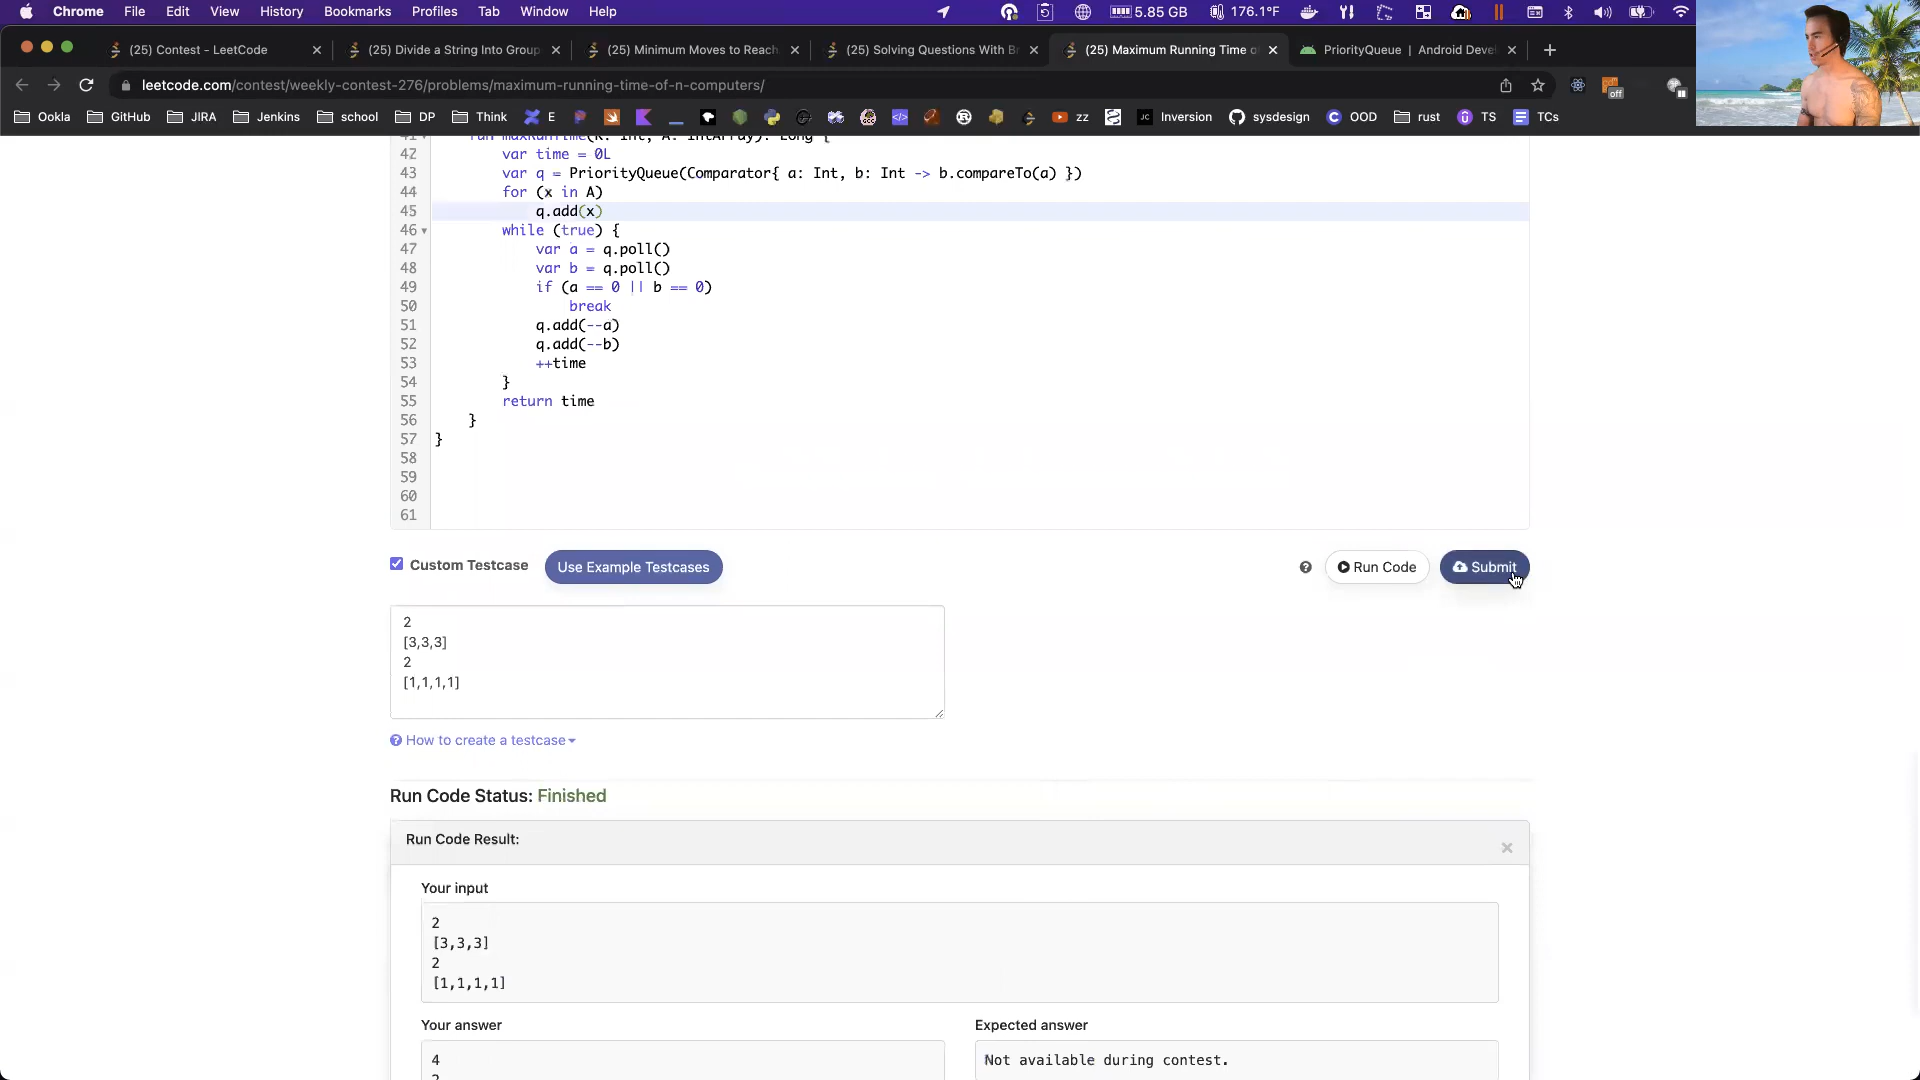 Chrome File Edit View History Bookmarks Profiles Tab Window Help 5.85 GB 176.1°F
(25) Contest - LeetCode (25) Divide a String Into Group (25) Minimum Moves to Reach (25) Solving Questions With Br (25) Maximum Running Time o PriorityQueue | Android Devel
leetcode.com/contest/weekly-contest-276/problems/maximum-running-time-of-n-computers/ off
Ookla GitHub JIRA Jenkins school DP Think E zz Inversion sysdesign OOD rust TS TCs
41 fun maxRunTime(K: Int, A: IntArray): Long {
42 var time = 0L
43 var q = PriorityQueue(Comparator{ a: Int, b: Int -> b.compareTo(a) })
44 for (x in A)
45 q.add(x)
46 while (true) {
47 var a = q.poll()
48 var b = q.poll()
49 if (a == 0 || b == 0)
50 break
51 q.add(--a)
52 q.add(--b)
53 ++time
54 }
55 return time
56 }
57 }
58
59
60
61
Custom Testcase Use Example Testcases Run Code Submit
2
[3,3,3]
2
[1,1,1,1]
How to create a testcase
Run Code Status: Finished
Run Code Result:
Your input
2
[3,3,3]
2
[1,1,1,1]
Your answer Expected answer
4 Not available during contest.
2